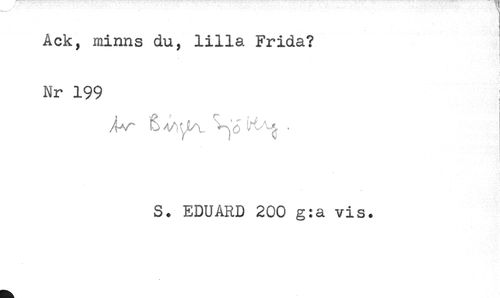 Ack, minns du, lilla Frida?
Nr 199
Av Birger Sjöberg.
S. EDUARD 200 g:a vis.